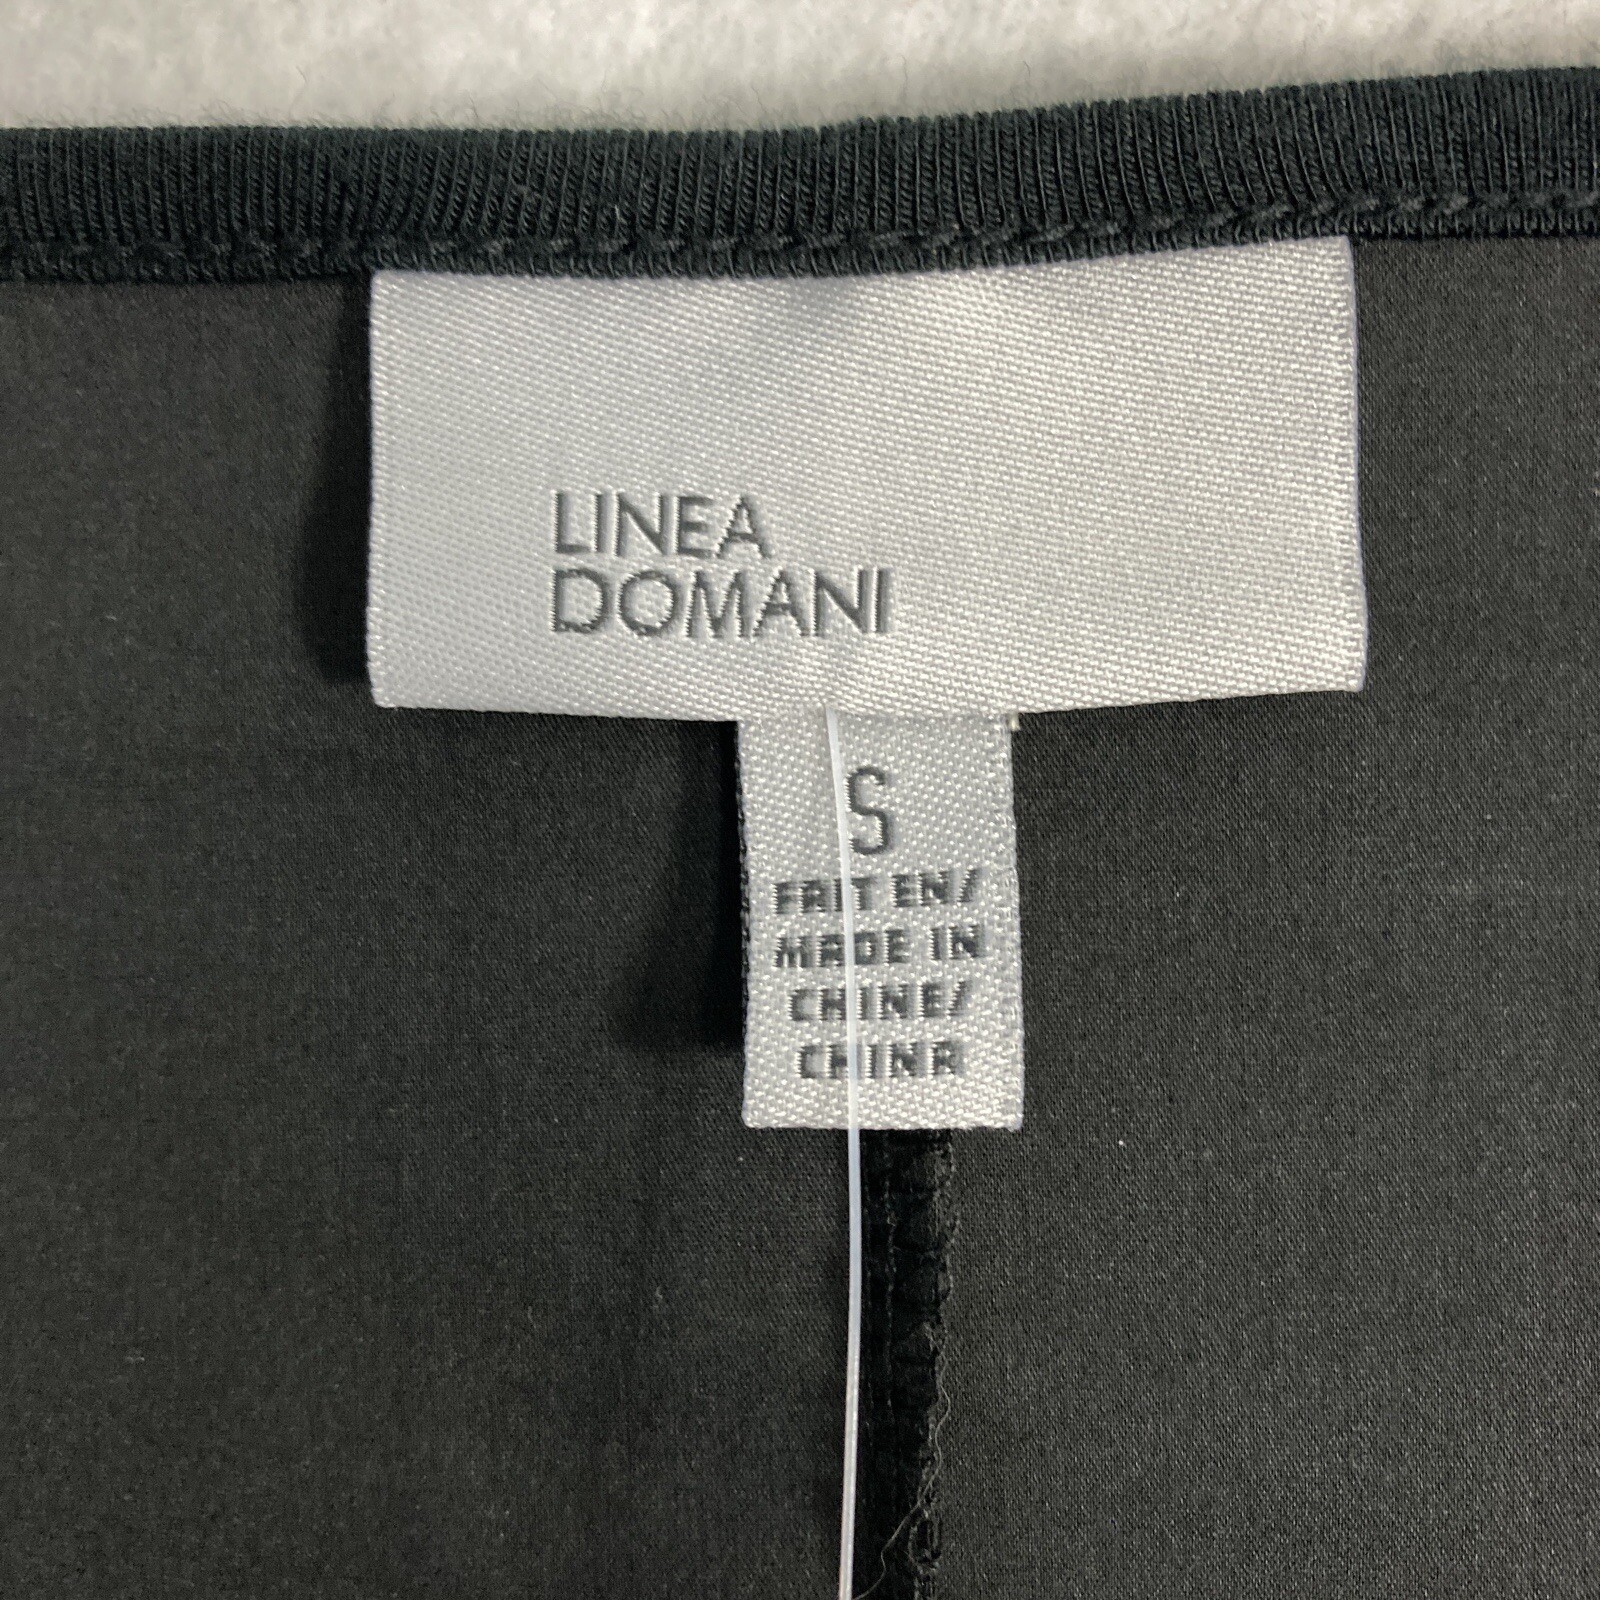 LINEA
DOMANI
S
FAIT EN/
MADE IN
CHINE/
CHINA